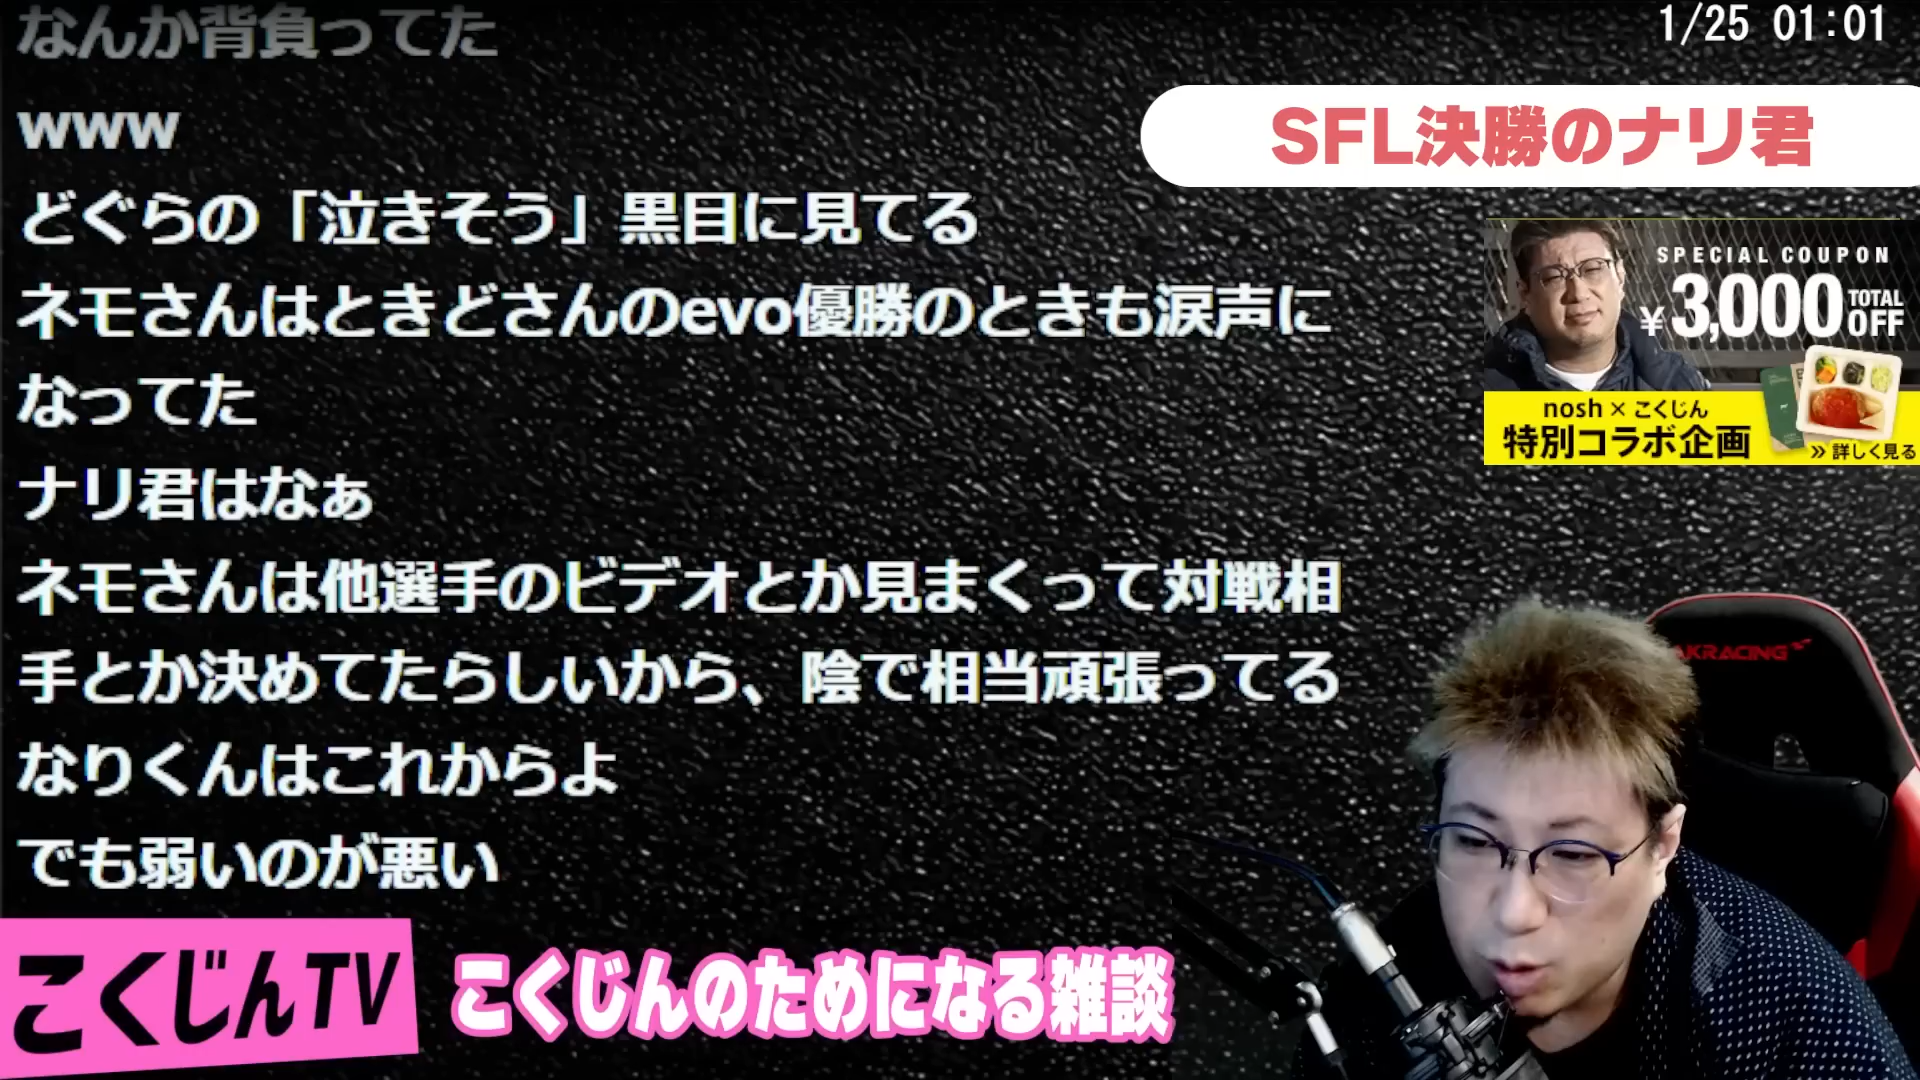 なんか背負ってた
1/25 01:01
www
SFL決勝のナリ君
どぐらの「泣きそう」黒目に見てる
SPECIAL COUPON
¥3,000 TOTAL OFF
ネモさんはときどさんのevo優勝のときも涙声に
なってた
nosh×こくじん
特別コラボ企画
» 詳しく見る
ナリ君はなぁ
ネモさんは他選手のビデオとか見まくって対戦相
手とか決めてたらしいから、陰で相当頑張ってる
AKRACING
なりくんはこれからよ
でも弱いのが悪い
こくじんTV
こくじんのためになる雑談